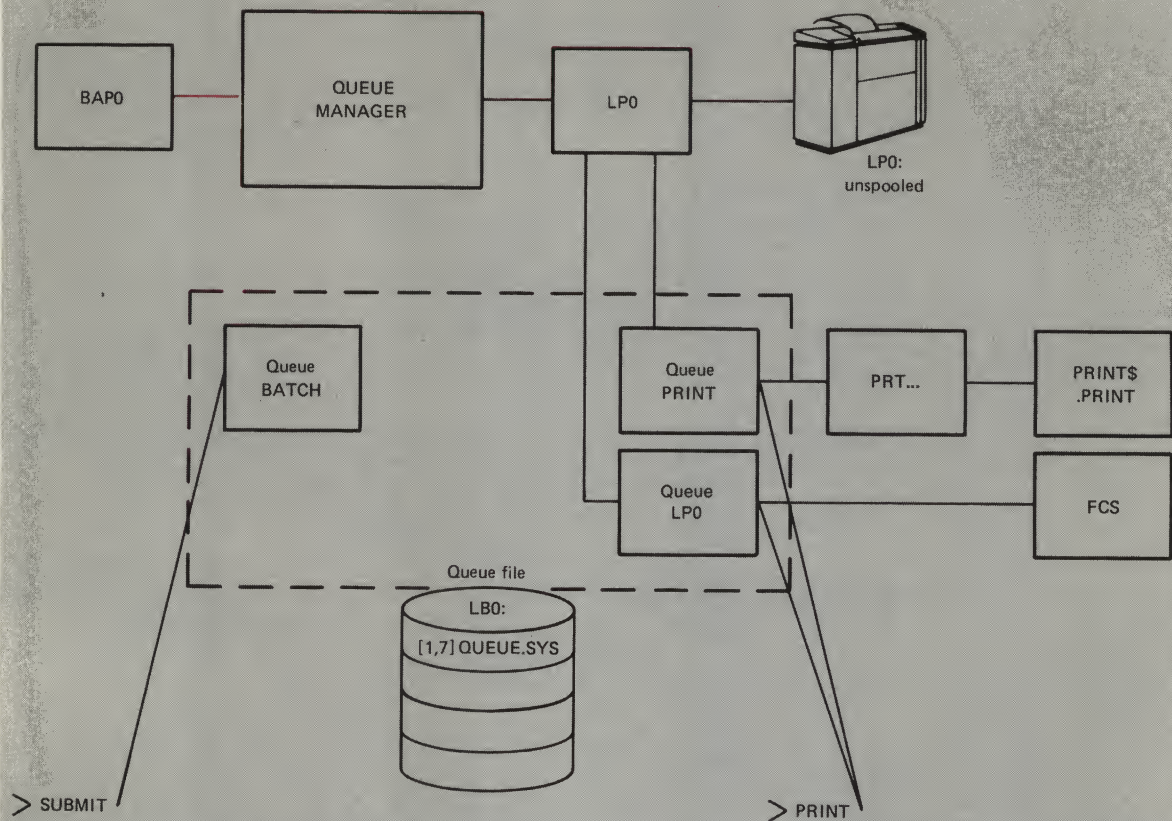 BAP0
QUEUE
MANAGER
LP0
LP0:
unspooled
Queue
BATCH
Queue
PRINT
PRT...
PRINT$
.PRINT
Queue
LP0
FCS
Queue file
LB0:
[1,7] QUEUE.SYS
> SUBMIT
> PRINT